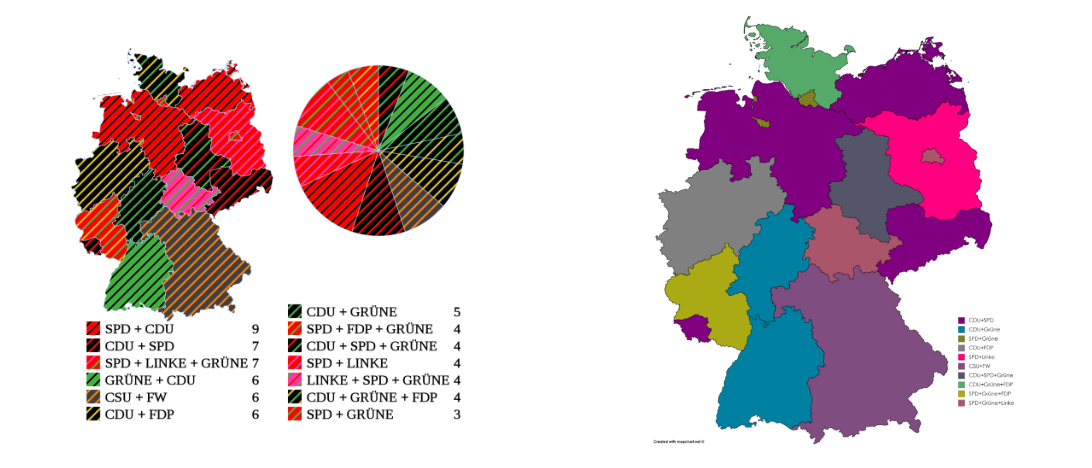 SPD + CDU 9
CDU + SPD 7
SPD + LINKE + GRÜNE 7
GRÜNE + CDU 6
CSU + FW 6
CDU + FDP 6
CDU + GRÜNE 5
SPD + FDP + GRÜNE 4
CDU + SPD + GRÜNE 4
SPD + LINKE 4
LINKE + SPD + GRÜNE 4
CDU + GRÜNE + FDP 4
SPD + GRÜNE 3
CDU+SPD
CDU+Grüne
SPD+Grüne
CDU+FDP
SPD+Linke
CSU+FW
CDU+SPD+Grüne
CDU+Grüne+FDP
SPD+Grüne+FDP
SPD+Grüne+Linke
Created with mapchart.net ©